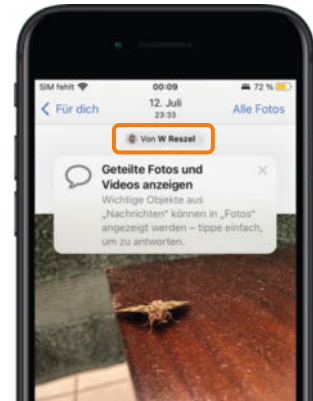 SIM fehlt 00:09 72 %
Für dich 12. Juli Alle Fotos
23:33
Von W Reszel
Geteilte Fotos und
Videos anzeigen
Wichtige Objekte aus
„Nachrichten" können in „Fotos"
angezeigt werden – tippe einfach,
um zu antworten.